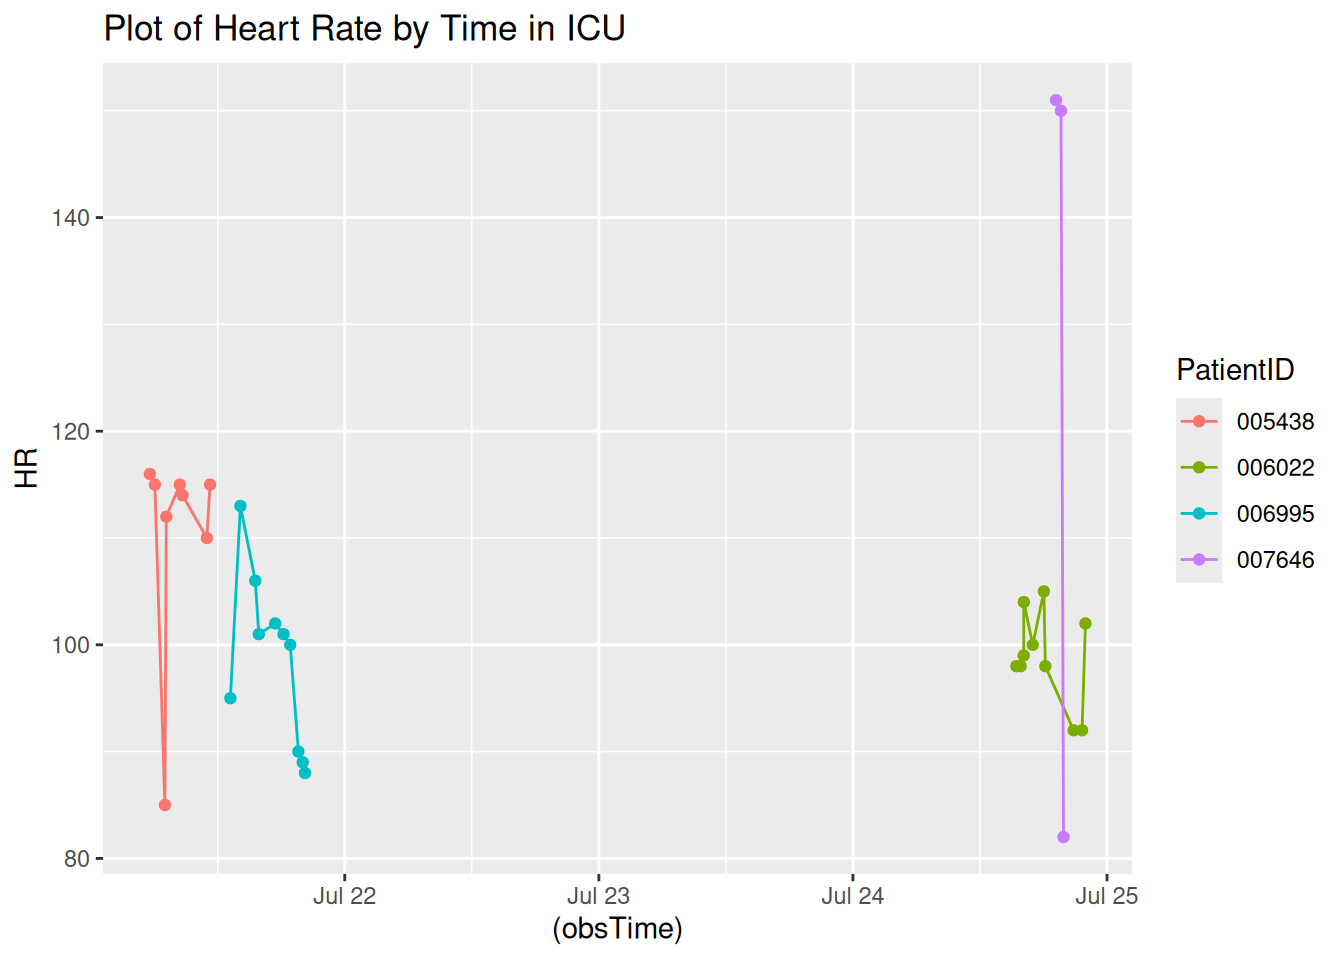 Plot of Heart Rate by Time in ICU
HR
140
120
100
80
Jul 22
Jul 23
Jul 24
Jul 25
(obsTime)
PatientID
005438
006022
006995
007646